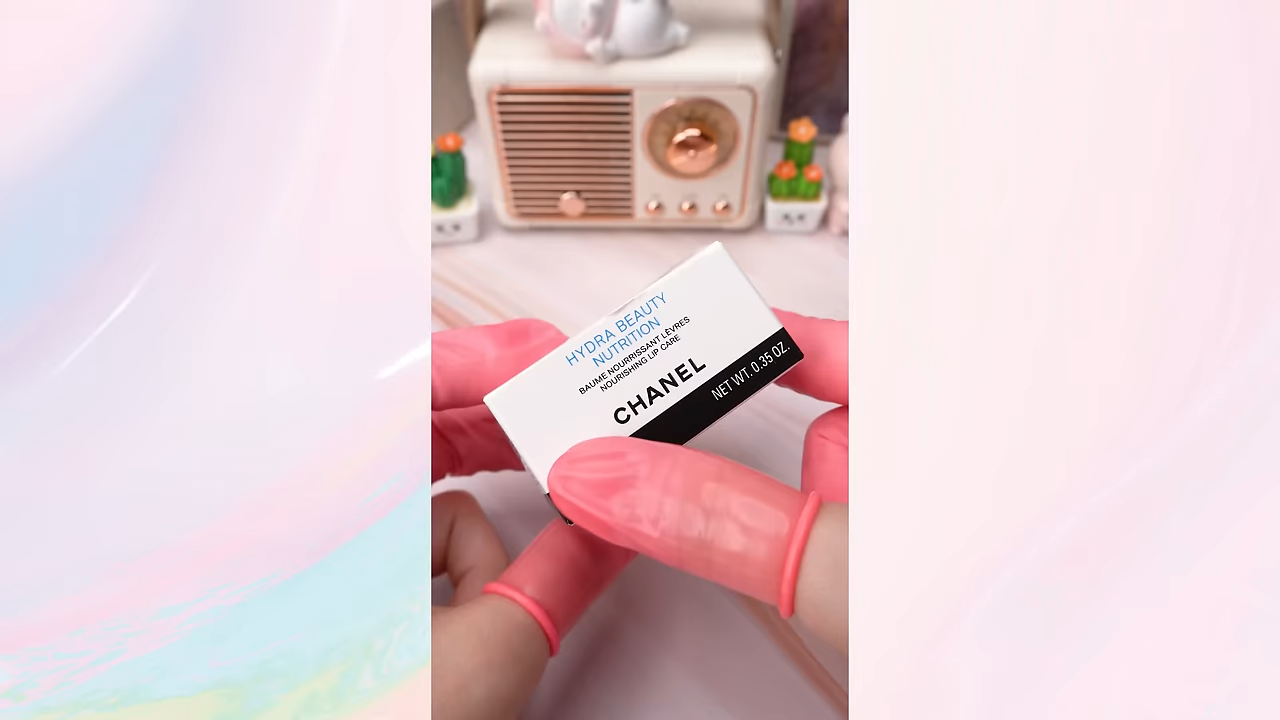 HYDRA BEAUTY
NUTRITION
BAUME NOURRISSANT LÈVRES
NOURISHING LIP CARE
CHANEL
NET WT. 0.35 OZ.